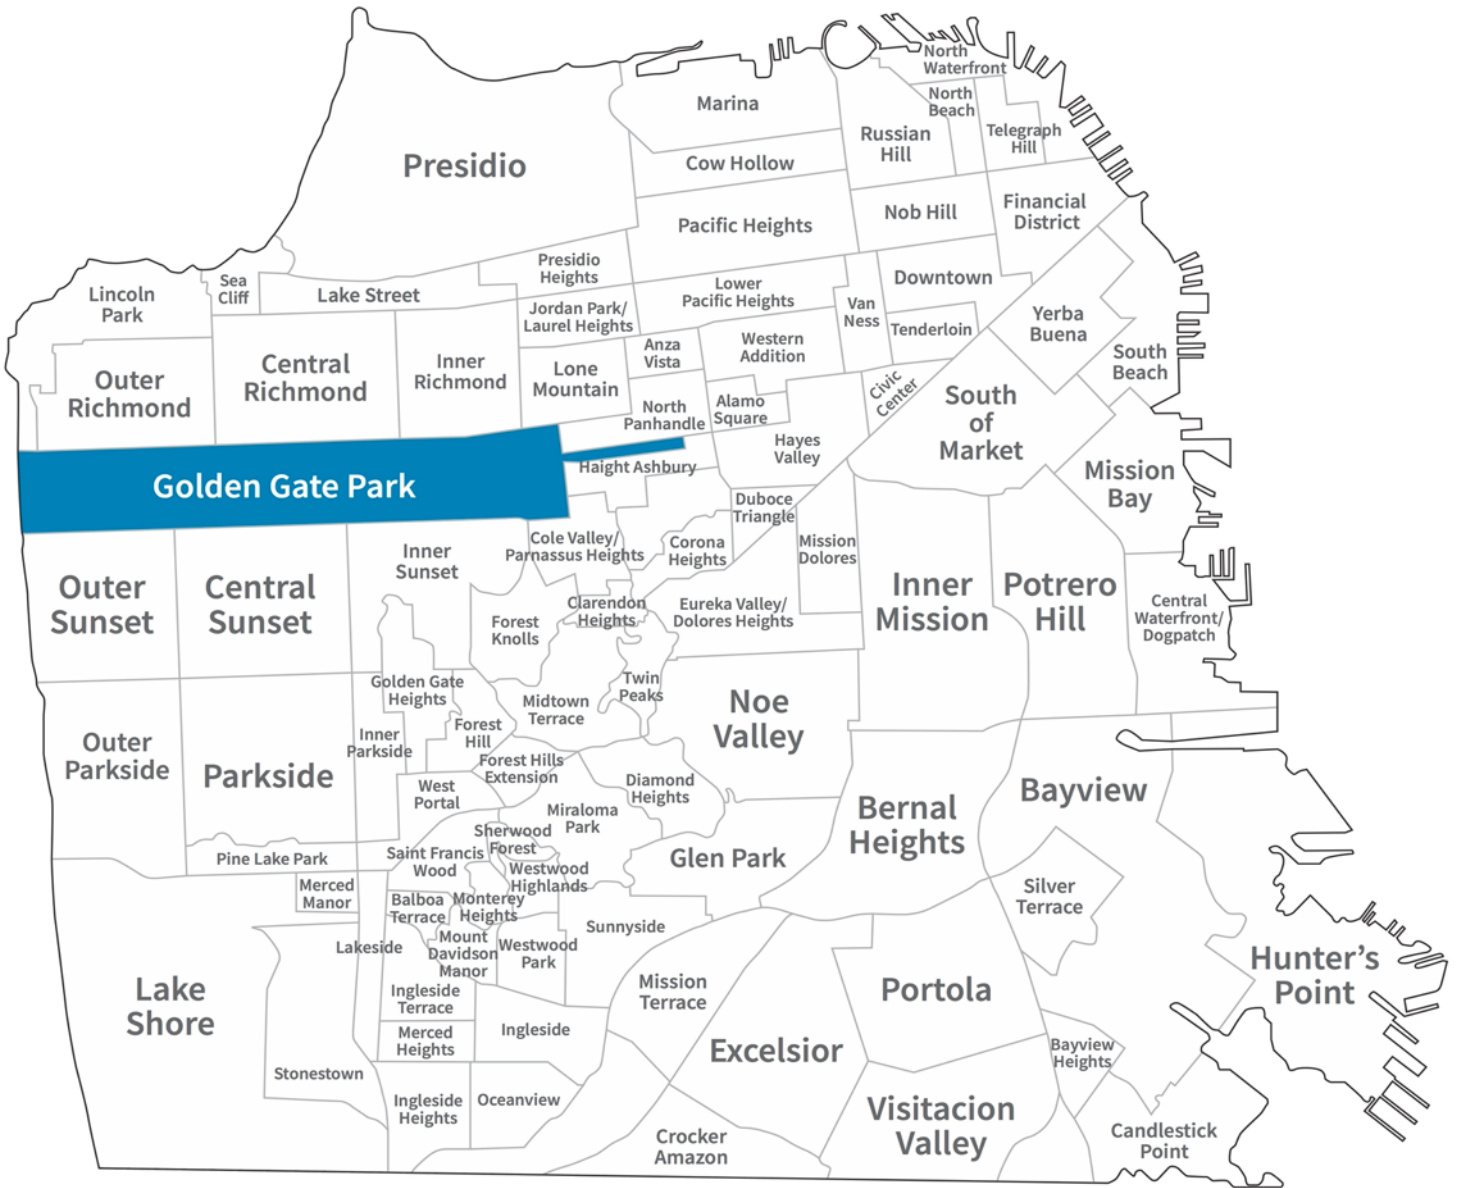 North
Waterfront
Marina
North
Beach
Russian
Hill
Telegraph
Hill
Presidio
Cow Hollow
Pacific Heights
Nob Hill
Financial
District
Presidio
Heights
Sea
Cliff
Lake Street
Lincoln
Park
Lower
Pacific Heights
Downtown
Jordan Park/
Laurel Heights
Van
Ness
Yerba
Buena
Tenderloin
Anza
Vista
Western
Addition
South
Beach
Outer
Richmond
Central
Richmond
Inner
Richmond
Lone
Mountain
Civic
Center
North
Panhandle
Alamo
Square
South
of
Market
Hayes
Valley
Haight Ashbury
Golden Gate Park
Mission
Bay
Duboce
Triangle
Cole Valley/
Parnassus Heights
Corona
Heights
Mission
Dolores
Inner
Sunset
Outer
Sunset
Central
Sunset
Inner
Mission
Potrero
Hill
Central
Waterfront/
Dogpatch
Clarendon
Heights
Eureka Valley/
Dolores Heights
Forest
Knolls
Golden Gate
Heights
Twin
Peaks
Midtown
Terrace
Noe
Valley
Forest
Hill
Inner
Parkside
Outer
Parkside
Parkside
Forest Hills
Extension
West
Portal
Diamond
Heights
Bayview
Miraloma
Park
Bernal
Heights
Sherwood
Forest
Pine Lake Park
Saint Francis
Wood
Glen Park
Westwood
Highlands
Merced
Manor
Balboa
Terrace
Monterey
Heights
Silver
Terrace
Sunnyside
Lakeside
Mount
Davidson
Manor
Westwood
Park
Hunter's
Point
Lake
Shore
Ingleside
Terrace
Mission
Terrace
Portola
Merced
Heights
Ingleside
Excelsior
Bayview
Heights
Stonestown
Ingleside
Heights
Oceanview
Visitacion
Valley
Crocker
Amazon
Candlestick
Point